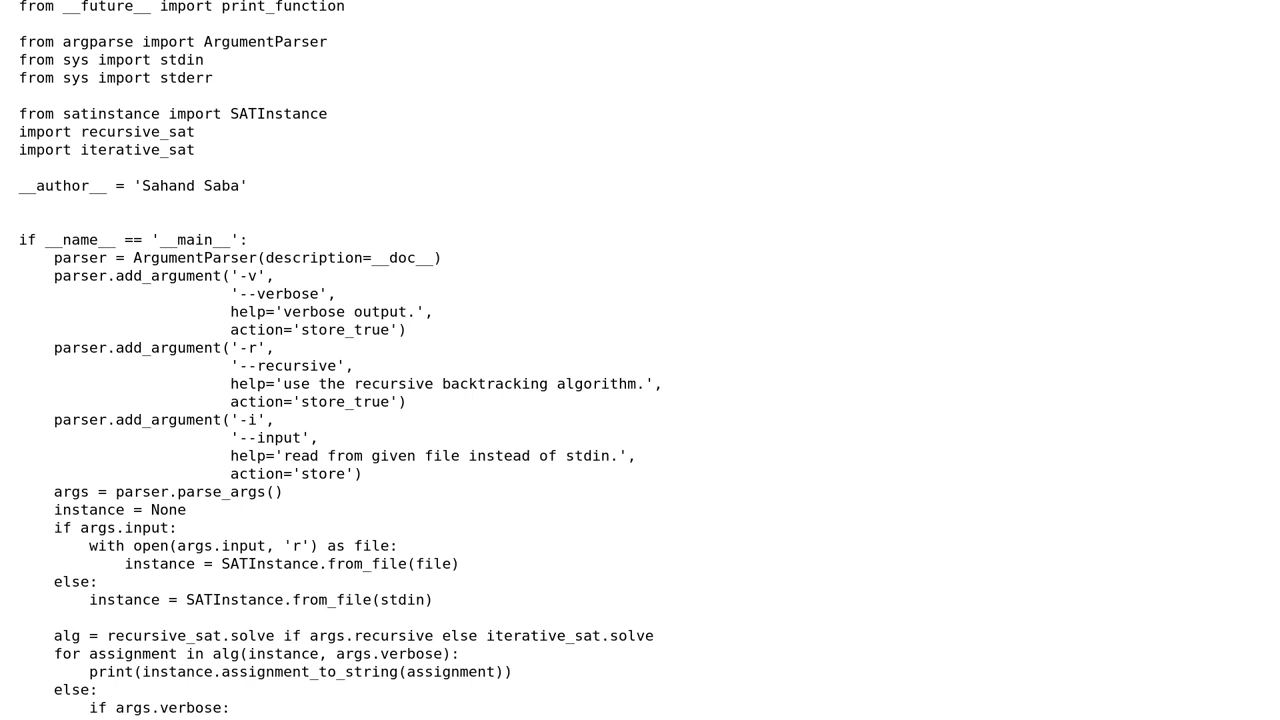 from __future__ import print_function

from argparse import ArgumentParser
from sys import stdin
from sys import stderr

from satinstance import SATInstance
import recursive_sat
import iterative_sat

__author__ = 'Sahand Saba'


if __name__ == '__main__':
    parser = ArgumentParser(description=__doc__)
    parser.add_argument('-v',
                        '--verbose',
                        help='verbose output.',
                        action='store_true')
    parser.add_argument('-r',
                        '--recursive',
                        help='use the recursive backtracking algorithm.',
                        action='store_true')
    parser.add_argument('-i',
                        '--input',
                        help='read from given file instead of stdin.',
                        action='store')
    args = parser.parse_args()
    instance = None
    if args.input:
        with open(args.input, 'r') as file:
            instance = SATInstance.from_file(file)
    else:
        instance = SATInstance.from_file(stdin)

    alg = recursive_sat.solve if args.recursive else iterative_sat.solve
    for assignment in alg(instance, args.verbose):
        print(instance.assignment_to_string(assignment))
    else:
        if args.verbose: